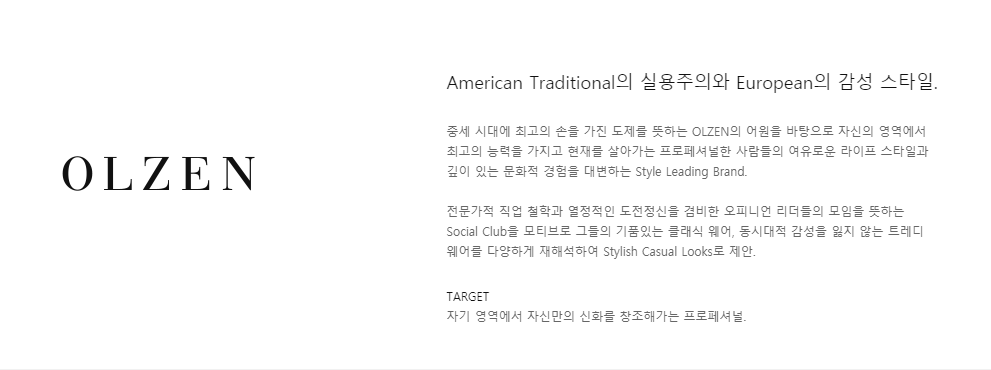 OLZEN
American Traditional의 실용주의와 European의 감성 스타일.
중세 시대에 최고의 손을 가진 도제를 뜻하는 OLZEN의 어원을 바탕으로 자신의 영역에서
최고의 능력을 가지고 현재를 살아가는 프로페셔널한 사람들의 여유로운 라이프 스타일과
깊이 있는 문화적 경험을 대변하는 Style Leading Brand.
전문가적 직업 철학과 열정적인 도전정신을 겸비한 오피니언 리더들의 모임을 뜻하는
Social Club을 모티브로 그들의 기품있는 클래식 웨어, 동시대적 감성을 잃지 않는 트레디
웨어를 다양하게 재해석하여 Stylish Casual Looks로 제안.
TARGET
자기 영역에서 자신만의 신화를 창조해가는 프로페셔널.